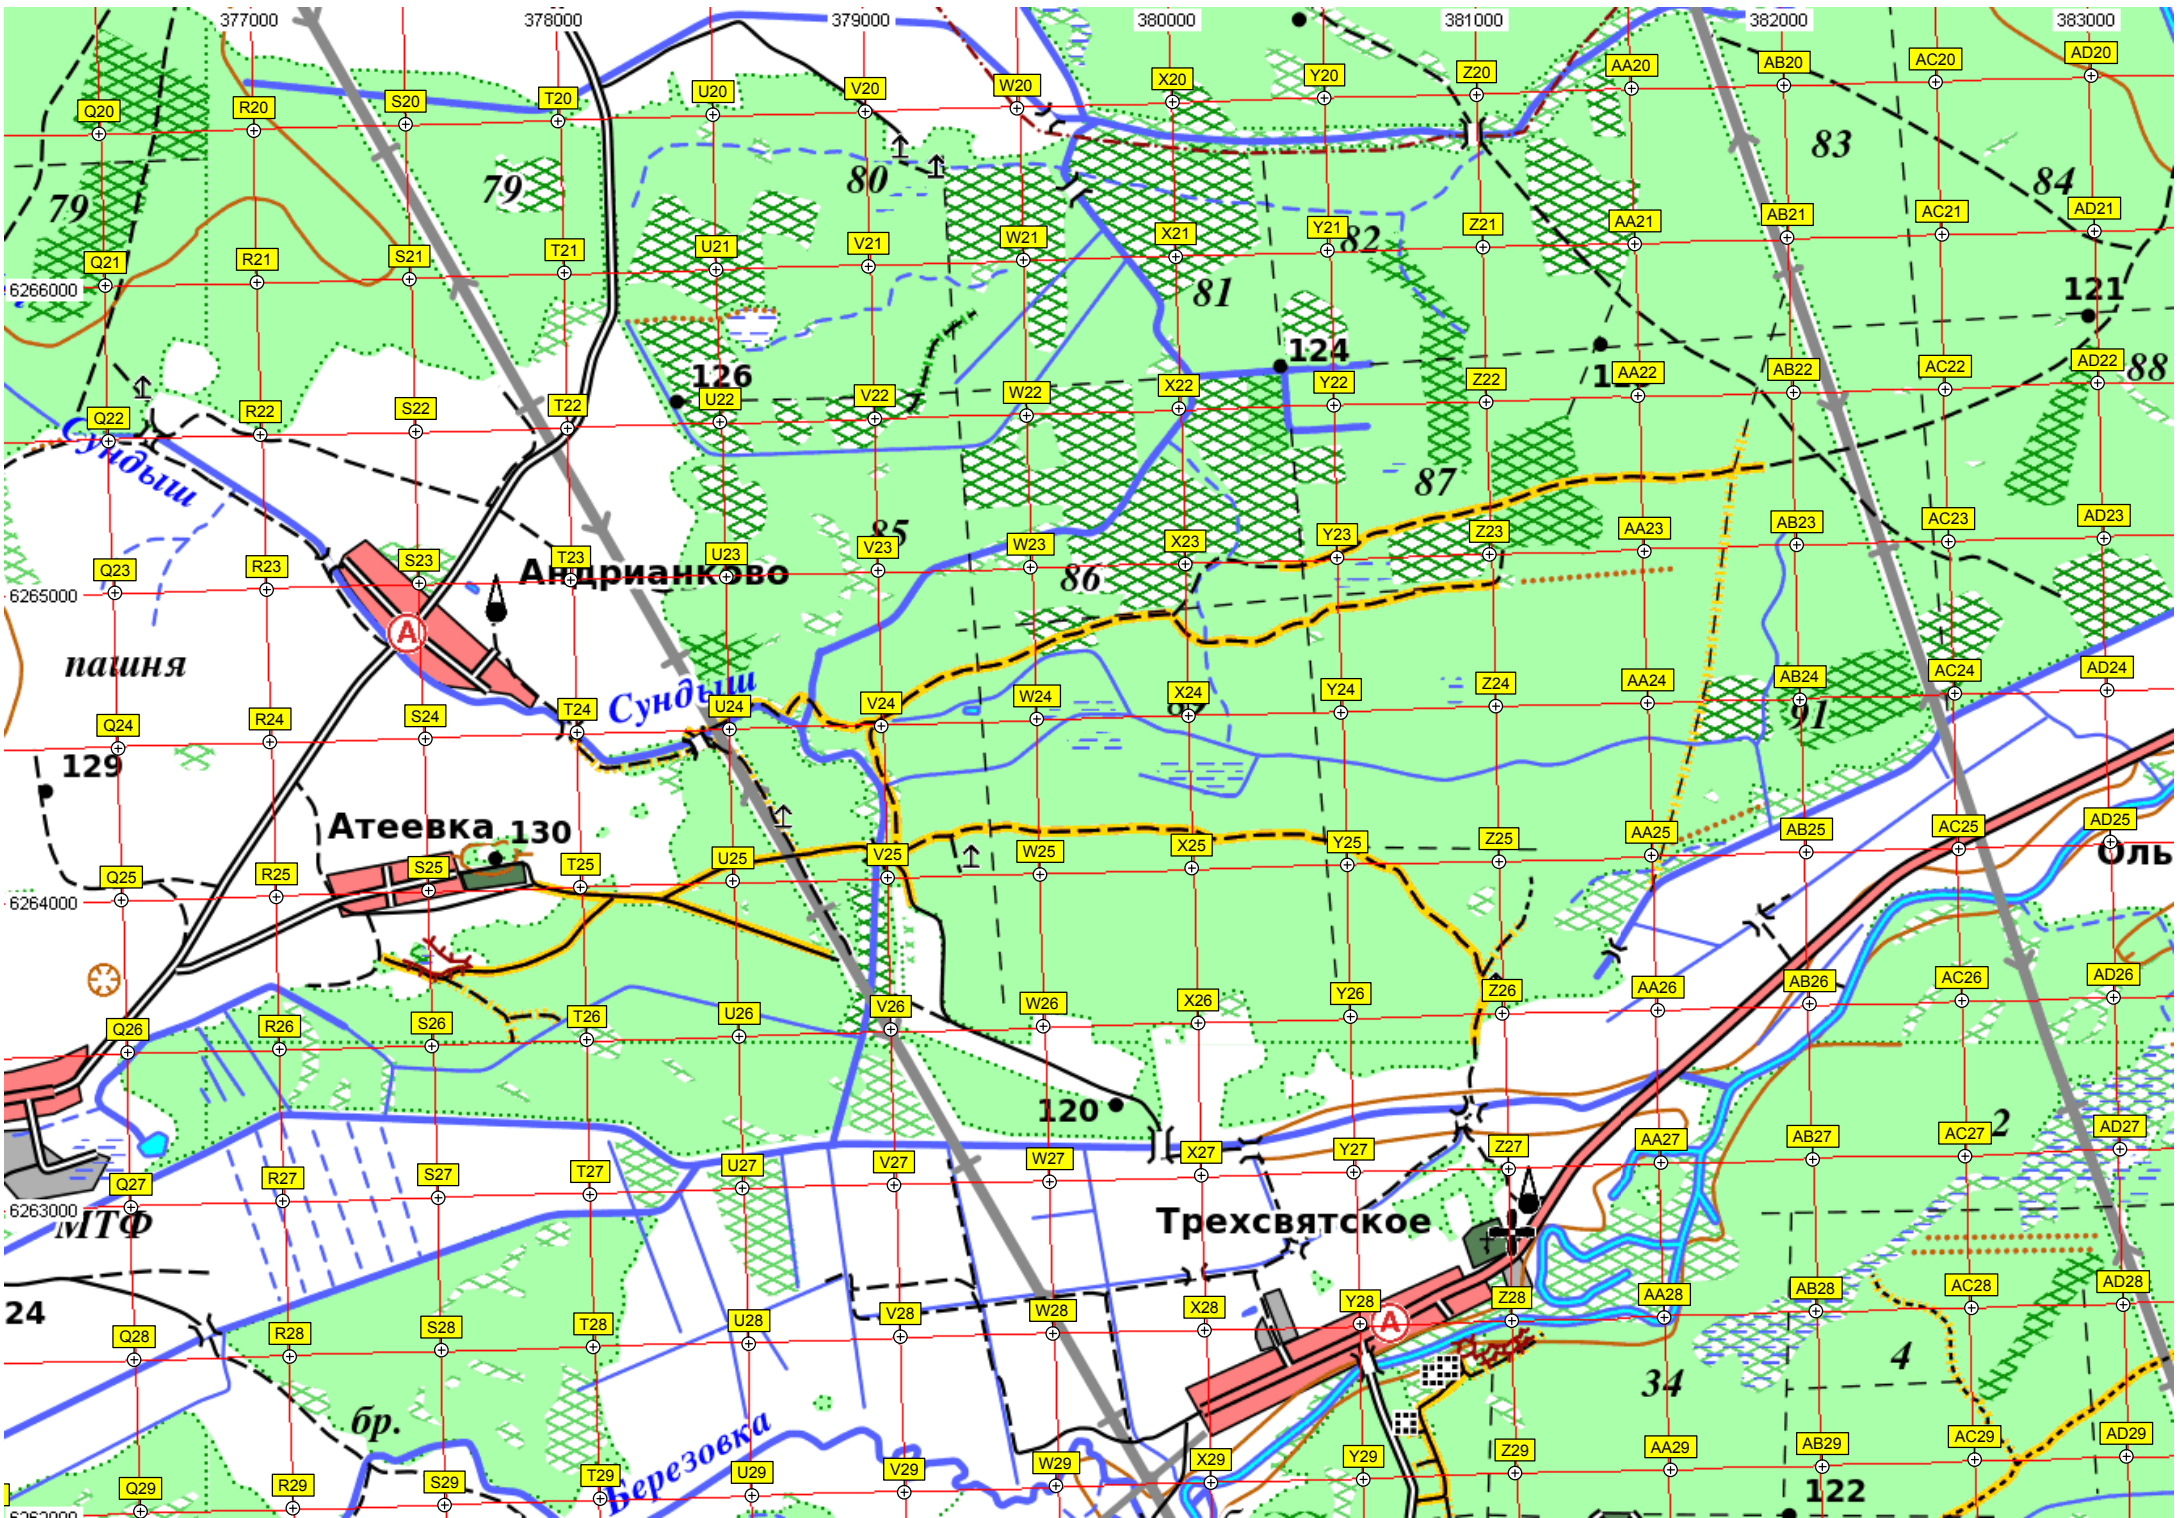 377000 378000 379000 380000 381000 382000 383000
Q20 R20 S20 T20 U20 V20 W20 X20 Y20 Z20 AA20 AB20 AC20 AD20
79 79 80 83 84
Q21 R21 S21 T21 U21 V21 W21 X21 Y21 82 Z21 AA21 AB21 AC21 AD21
6266000 81 121
126 124 88
Q22 R22 S22 T22 U22 V22 W22 X22 Y22 Z22 AA22 AB22 AC22 AD22
Сундыш
87
85
Q23 R23 S23 T23 U23 V23 W23 X23 Y23 Z23 AA23 AB23 AC23 AD23
Андрианково 86
6265000
А
пашня
Сундыш
Q24 R24 S24 T24 U24 V24 W24 X24 Y24 Z24 AA24 AB24 AC24 AD24
91
129
Атеевка 130
Q25 R25 S25 T25 U25 V25 W25 X25 Y25 Z25 AA25 AB25 AC25 AD25
Оль
6264000
Q26 R26 S26 T26 U26 V26 W26 X26 Y26 Z26 AA26 AB26 AC26 AD26
120 2
Q27 R27 S27 T27 U27 V27 W27 X27 Y27 Z27 AA27 AB27 AC27 AD27
6263000
МТФ Трехсвятское
24
Q28 R28 S28 T28 U28 V28 W28 X28 Y28 А Z28 AA28 AB28 AC28 AD28
34 4
бр.
Березовка
Q29 R29 S29 T29 U29 V29 W29 X29 Y29 Z29 AA29 AB29 AC29 AD29
122